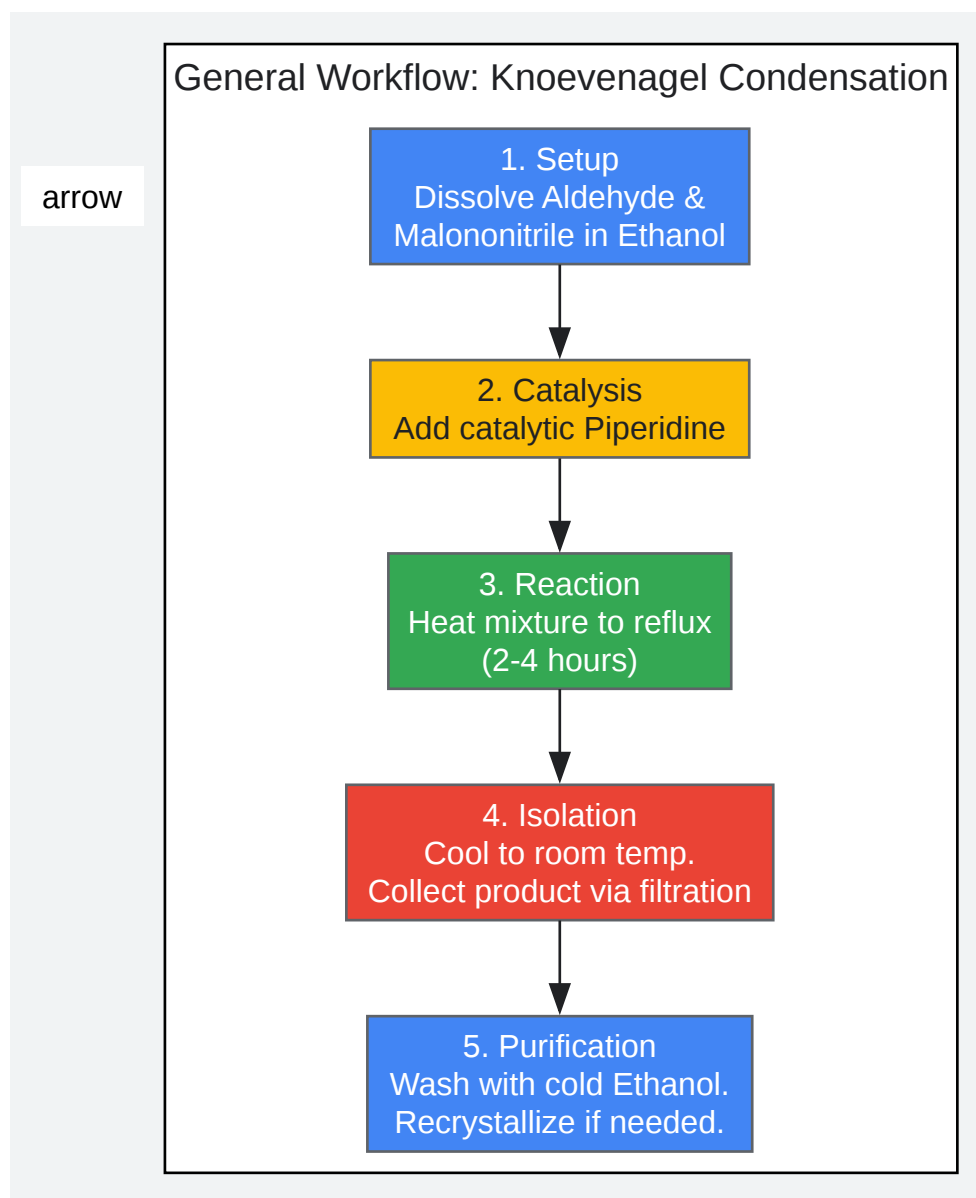 General Workflow: Knoevenagel Condensation
arrow
1. Setup
Dissolve Aldehyde &
Malononitrile in Ethanol
2. Catalysis
Add catalytic Piperidine
3. Reaction
Heat mixture to reflux
(2-4 hours)
4. Isolation
Cool to room temp.
Collect product via filtration
5. Purification
Wash with cold Ethanol.
Recrystallize if needed.